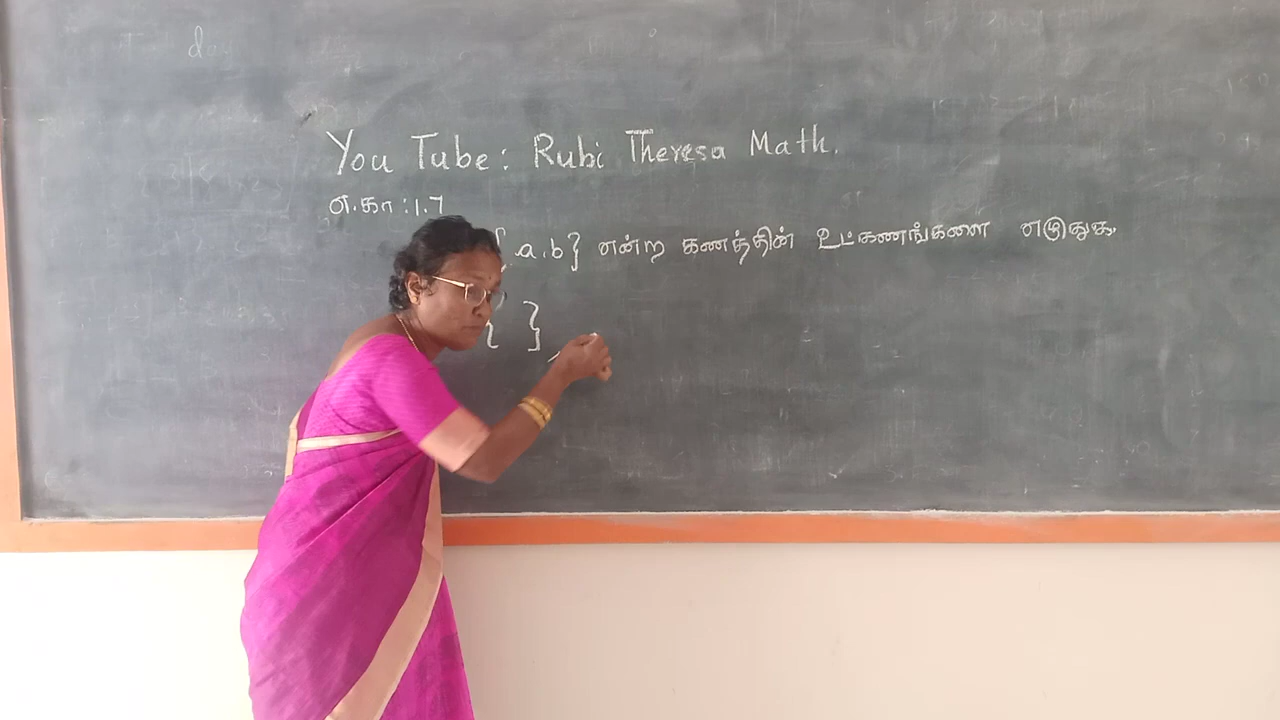 You Tube: Rubi Theresa Math.
எ.கா :1.7
{a,b} என்ற கணத்தின் உட்கணங்களை எழுதுக.
{ },